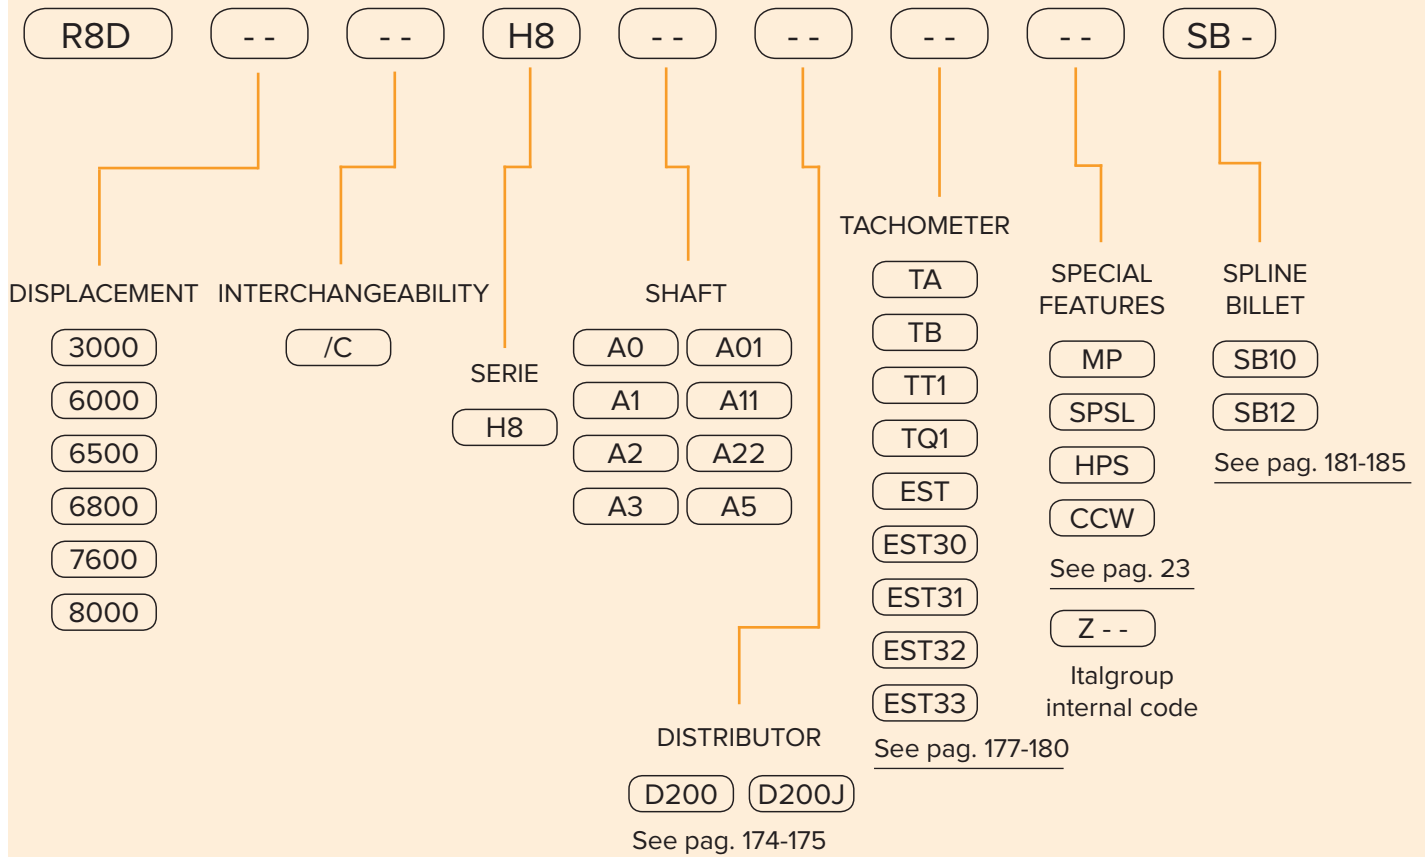 R8D - - - - H8 - - - - - - - - SB -
DISPLACEMENT
3000
6000
6500
6800
7600
8000
INTERCHANGEABILITY
/C
SERIE
H8
SHAFT
A0 A01
A1 A11
A2 A22
A3 A5
DISTRIBUTOR
D200 D200J
See pag. 174-175
TACHOMETER
TA
TB
TT1
TQ1
EST
EST30
EST31
EST32
EST33
See pag. 177-180
SPECIAL
FEATURES
MP
SPSL
HPS
CCW
See pag. 23
Z - -
Italgroup
internal code
SPLINE
BILLET
SB10
SB12
See pag. 181-185